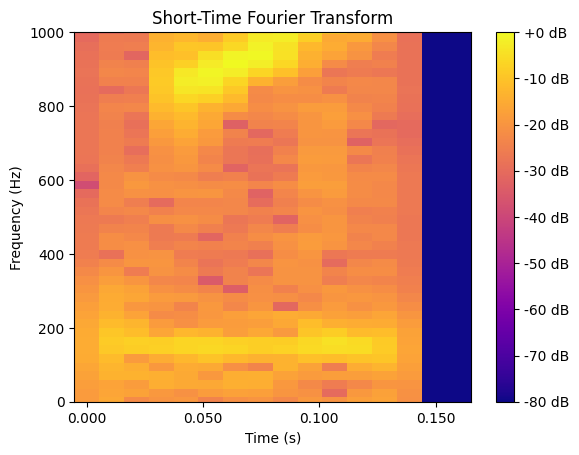 Short-Time Fourier Transform
Frequency (Hz)
1000
800
600
400
200
0
0.000
0.050
0.100
0.150
Time (s)
+0 dB
-10 dB
-20 dB
-30 dB
-40 dB
-50 dB
-60 dB
-70 dB
-80 dB